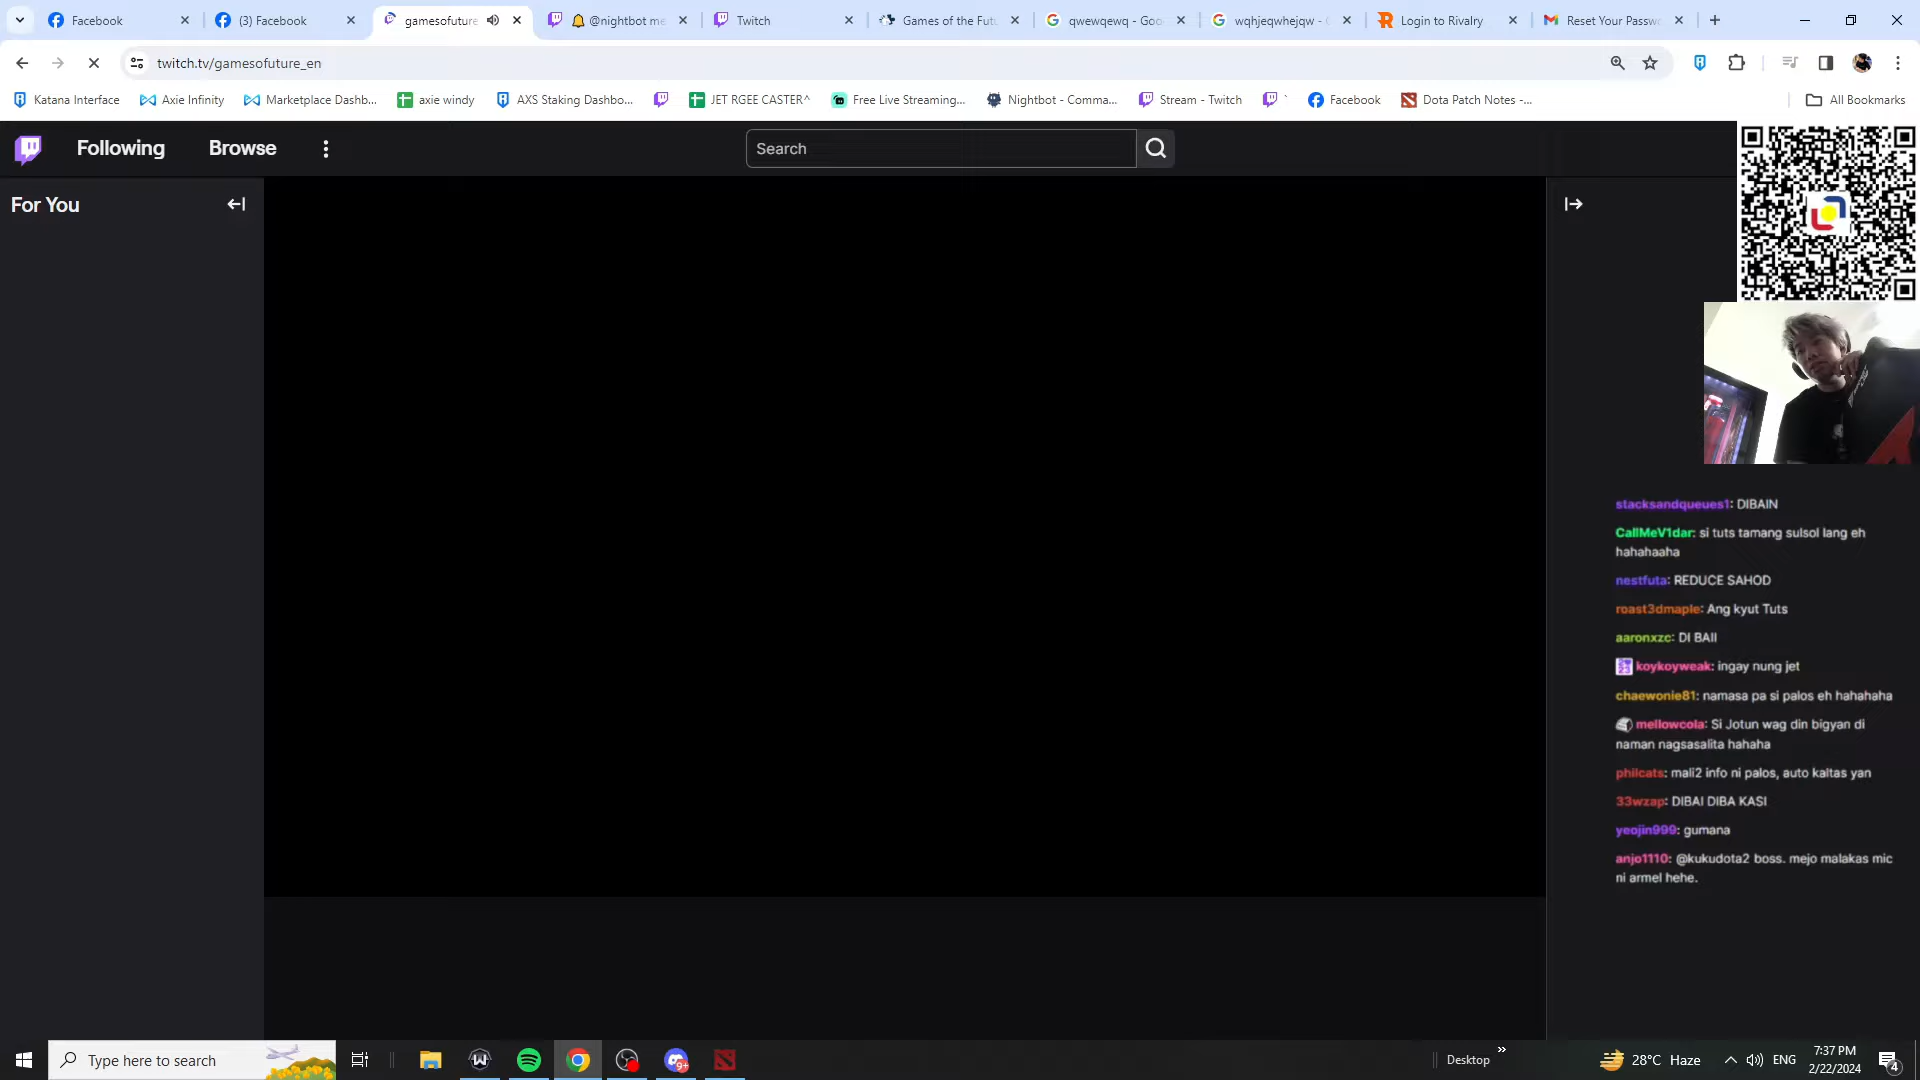 Facebook
(3) Facebook
gamesofuture
@nightbot me
Twitch
Games of the Futu
qwewqewq - Goo
wqhjeqwhejqw - G
Login to Rivalry
Reset Your Passw
twitch.tv/gamesofuture_en
Katana Interface
Axie Infinity
Marketplace Dashb...
axie windy
AXS Staking Dashbo...
JET RGEE CASTER^
Free Live Streaming...
Nightbot - Comma...
Stream - Twitch
`
Facebook
Dota Patch Notes -...
All Bookmarks
Following
Browse
Search
For You
stacksandqueues1: DIBAIN
CallMeV1dar: si tuts tamang sulsol lang eh
hahahaaha
nestfuta: REDUCE SAHOD
roast3dmaple: Ang kyut Tuts
aaronxzc: DI BAII
koykoyweak: ingay nung jet
chaewonie81: namasa pa si palos eh hahahaha
mellowcola: Si Jotun wag din bigyan di
naman nagsasalita hahaha
philcats: mali2 info ni palos, auto kaltas yan
33wzap: DIBAI DIBA KASI
yeojin999: gumana
anjo1110: @kukudota2 boss. mejo malakas mic
ni armel hehe.
Type here to search
9+
Desktop
28°C Haze
ENG
7:37 PM
2/22/2024
4